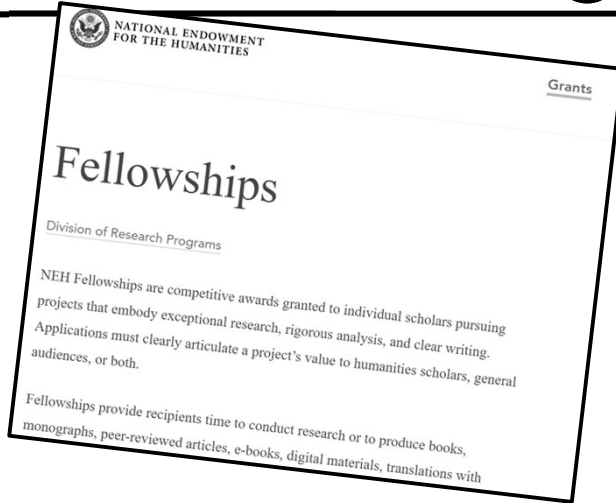 NATIONAL ENDOWMENT
FOR THE HUMANITIES
Grants
Fellowships
Division of Research Programs
NEH Fellowships are competitive awards granted to individual scholars pursuing
projects that embody exceptional research, rigorous analysis, and clear writing.
Applications must clearly articulate a project's value to humanities scholars, general
audiences, or both.
Fellowships provide recipients time to conduct research or to produce books,
monographs, peer-reviewed articles, e-books, digital materials, translations with